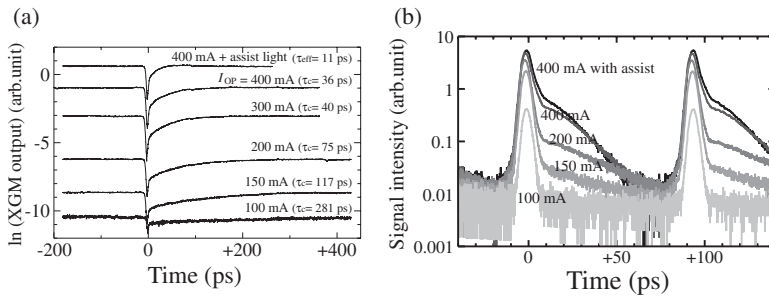 (a)
ln (XGM output) (arb.unit)
0
-5
-10
400 mA + assist light (τeff= 11 ps)
IOP = 400 mA (τc= 36 ps)
300 mA (τc= 40 ps)
200 mA (τc= 75 ps)
150 mA (τc= 117 ps)
100 mA (τc= 281 ps)
-200 0 +200 +400
Time (ps)
(b)
Signal intensity (arb.unit)
10
1
0.1
0.01
0.001
400 mA with assist
400 mA
200 mA
150 mA
100 mA
0 +50 +100
Time (ps)